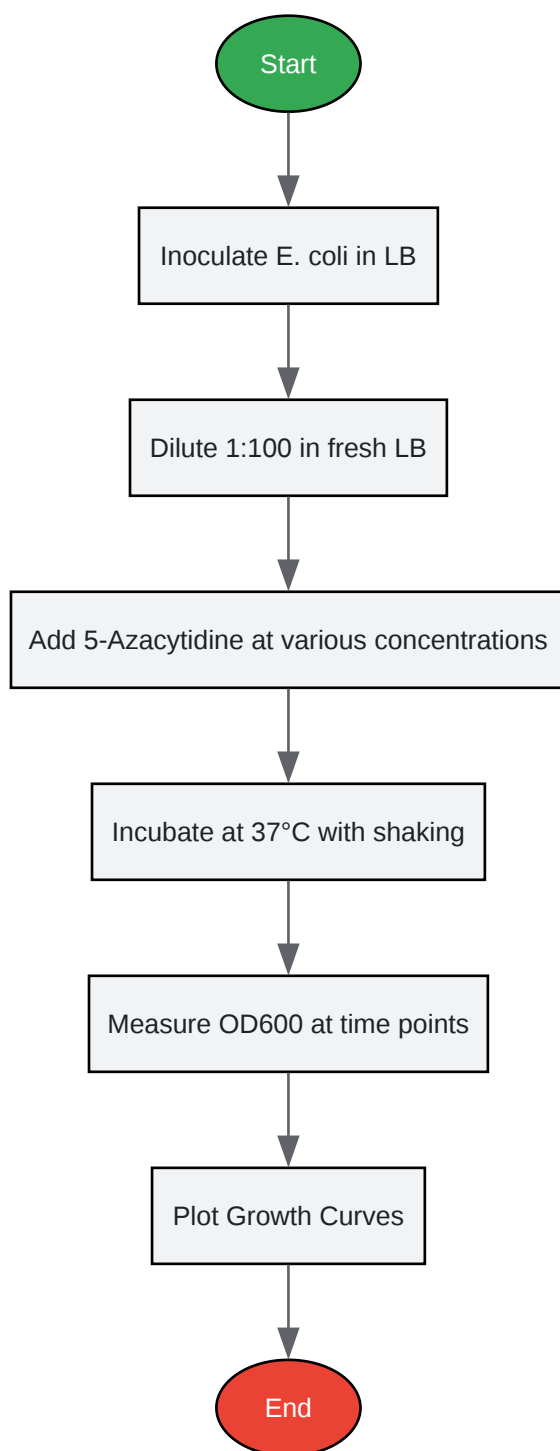 Start
Inoculate E. coli in LB
Dilute 1:100 in fresh LB
Add 5-Azacytidine at various concentrations
Incubate at 37°C with shaking
Measure OD600 at time points
Plot Growth Curves
End